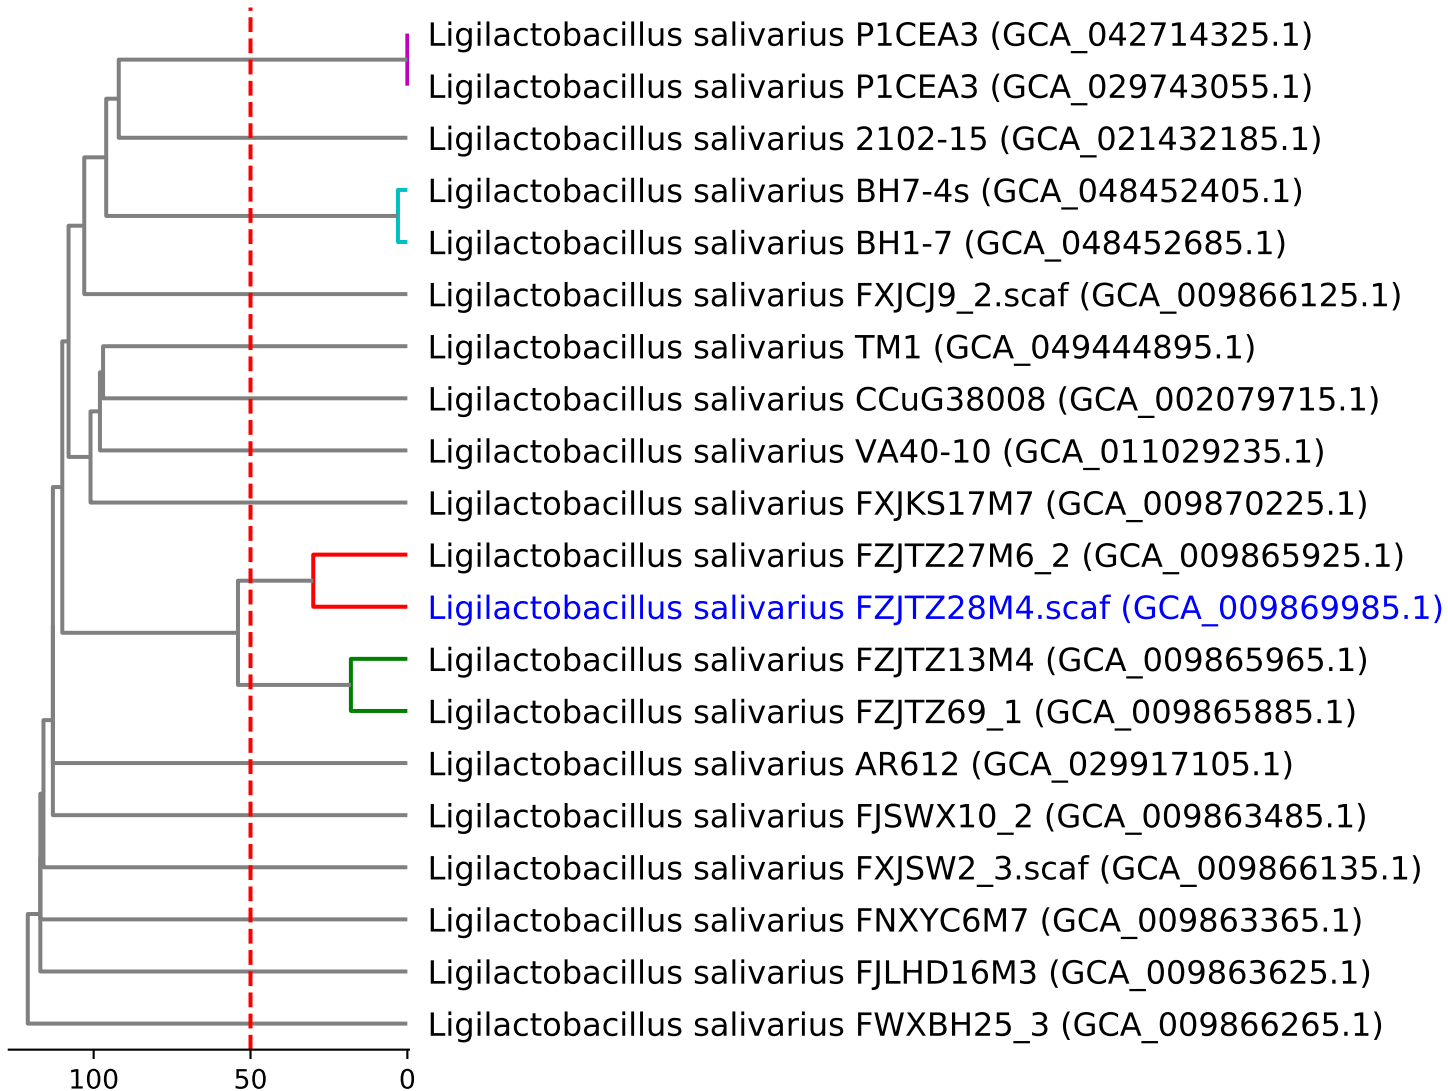 Ligilactobacillus salivarius P1CEA3 (GCA_042714325.1)
Ligilactobacillus salivarius P1CEA3 (GCA_029743055.1)
Ligilactobacillus salivarius 2102-15 (GCA_021432185.1)
Ligilactobacillus salivarius BH7-4s (GCA_048452405.1)
Ligilactobacillus salivarius BH1-7 (GCA_048452685.1)
Ligilactobacillus salivarius FXJCJ9_2.scaf (GCA_009866125.1)
Ligilactobacillus salivarius TM1 (GCA_049444895.1)
Ligilactobacillus salivarius CCuG38008 (GCA_002079715.1)
Ligilactobacillus salivarius VA40-10 (GCA_011029235.1)
Ligilactobacillus salivarius FXJKS17M7 (GCA_009870225.1)
Ligilactobacillus salivarius FZJTZ27M6_2 (GCA_009865925.1)
Ligilactobacillus salivarius FZJTZ28M4.scaf (GCA_009869985.1)
Ligilactobacillus salivarius FZJTZ13M4 (GCA_009865965.1)
Ligilactobacillus salivarius FZJTZ69_1 (GCA_009865885.1)
Ligilactobacillus salivarius AR612 (GCA_029917105.1)
Ligilactobacillus salivarius FJSWX10_2 (GCA_009863485.1)
Ligilactobacillus salivarius FXJSW2_3.scaf (GCA_009866135.1)
Ligilactobacillus salivarius FNXYC6M7 (GCA_009863365.1)
Ligilactobacillus salivarius FJLHD16M3 (GCA_009863625.1)
Ligilactobacillus salivarius FWXBH25_3 (GCA_009866265.1)
100 50 0